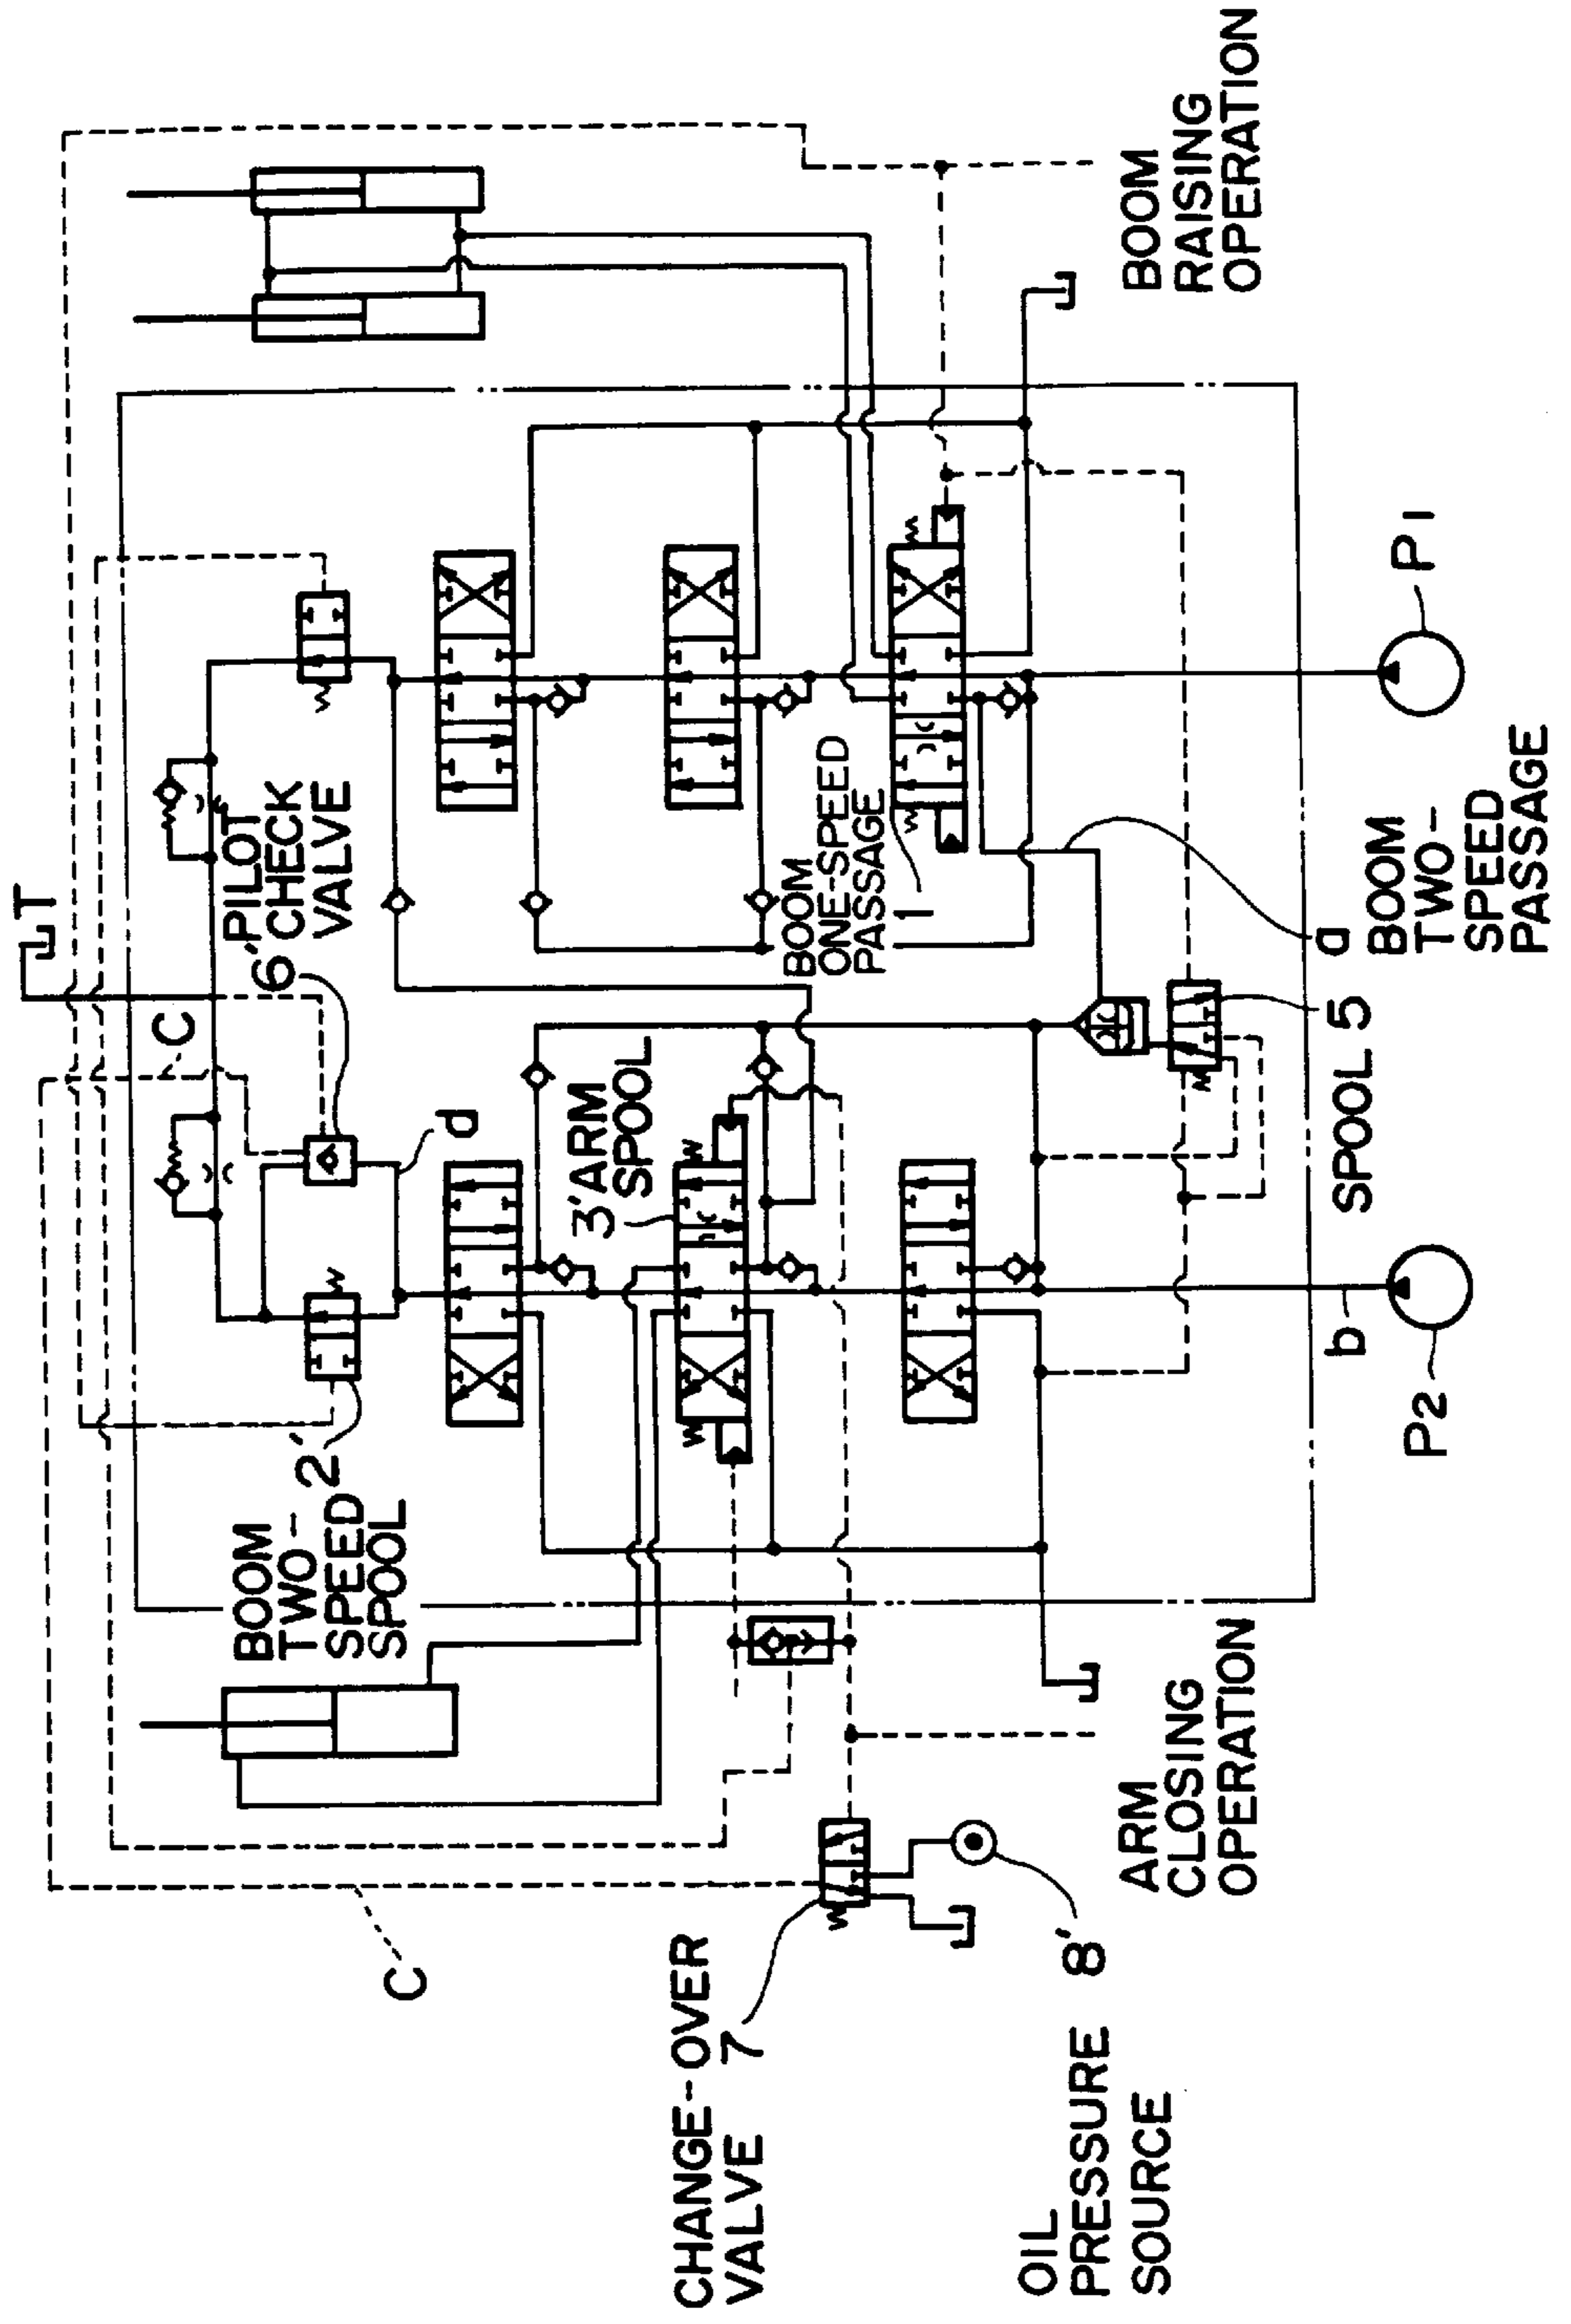 T
C
6'
PILOT
CHECK
VALVE
d
2'
BOOM
TWO-
SPEED
SPOOL
3'
ARM
SPOOL
BOOM
ONE-SPEED
PASSAGE
1
BOOM
RAISING
OPERATION
P1
a
BOOM
TWO-
SPEED
PASSAGE
SPOOL 5
b
P2
ARM
CLOSING
OPERATION
C
CHANGE-OVER
VALVE 7
8'
OIL
PRESSURE
SOURCE